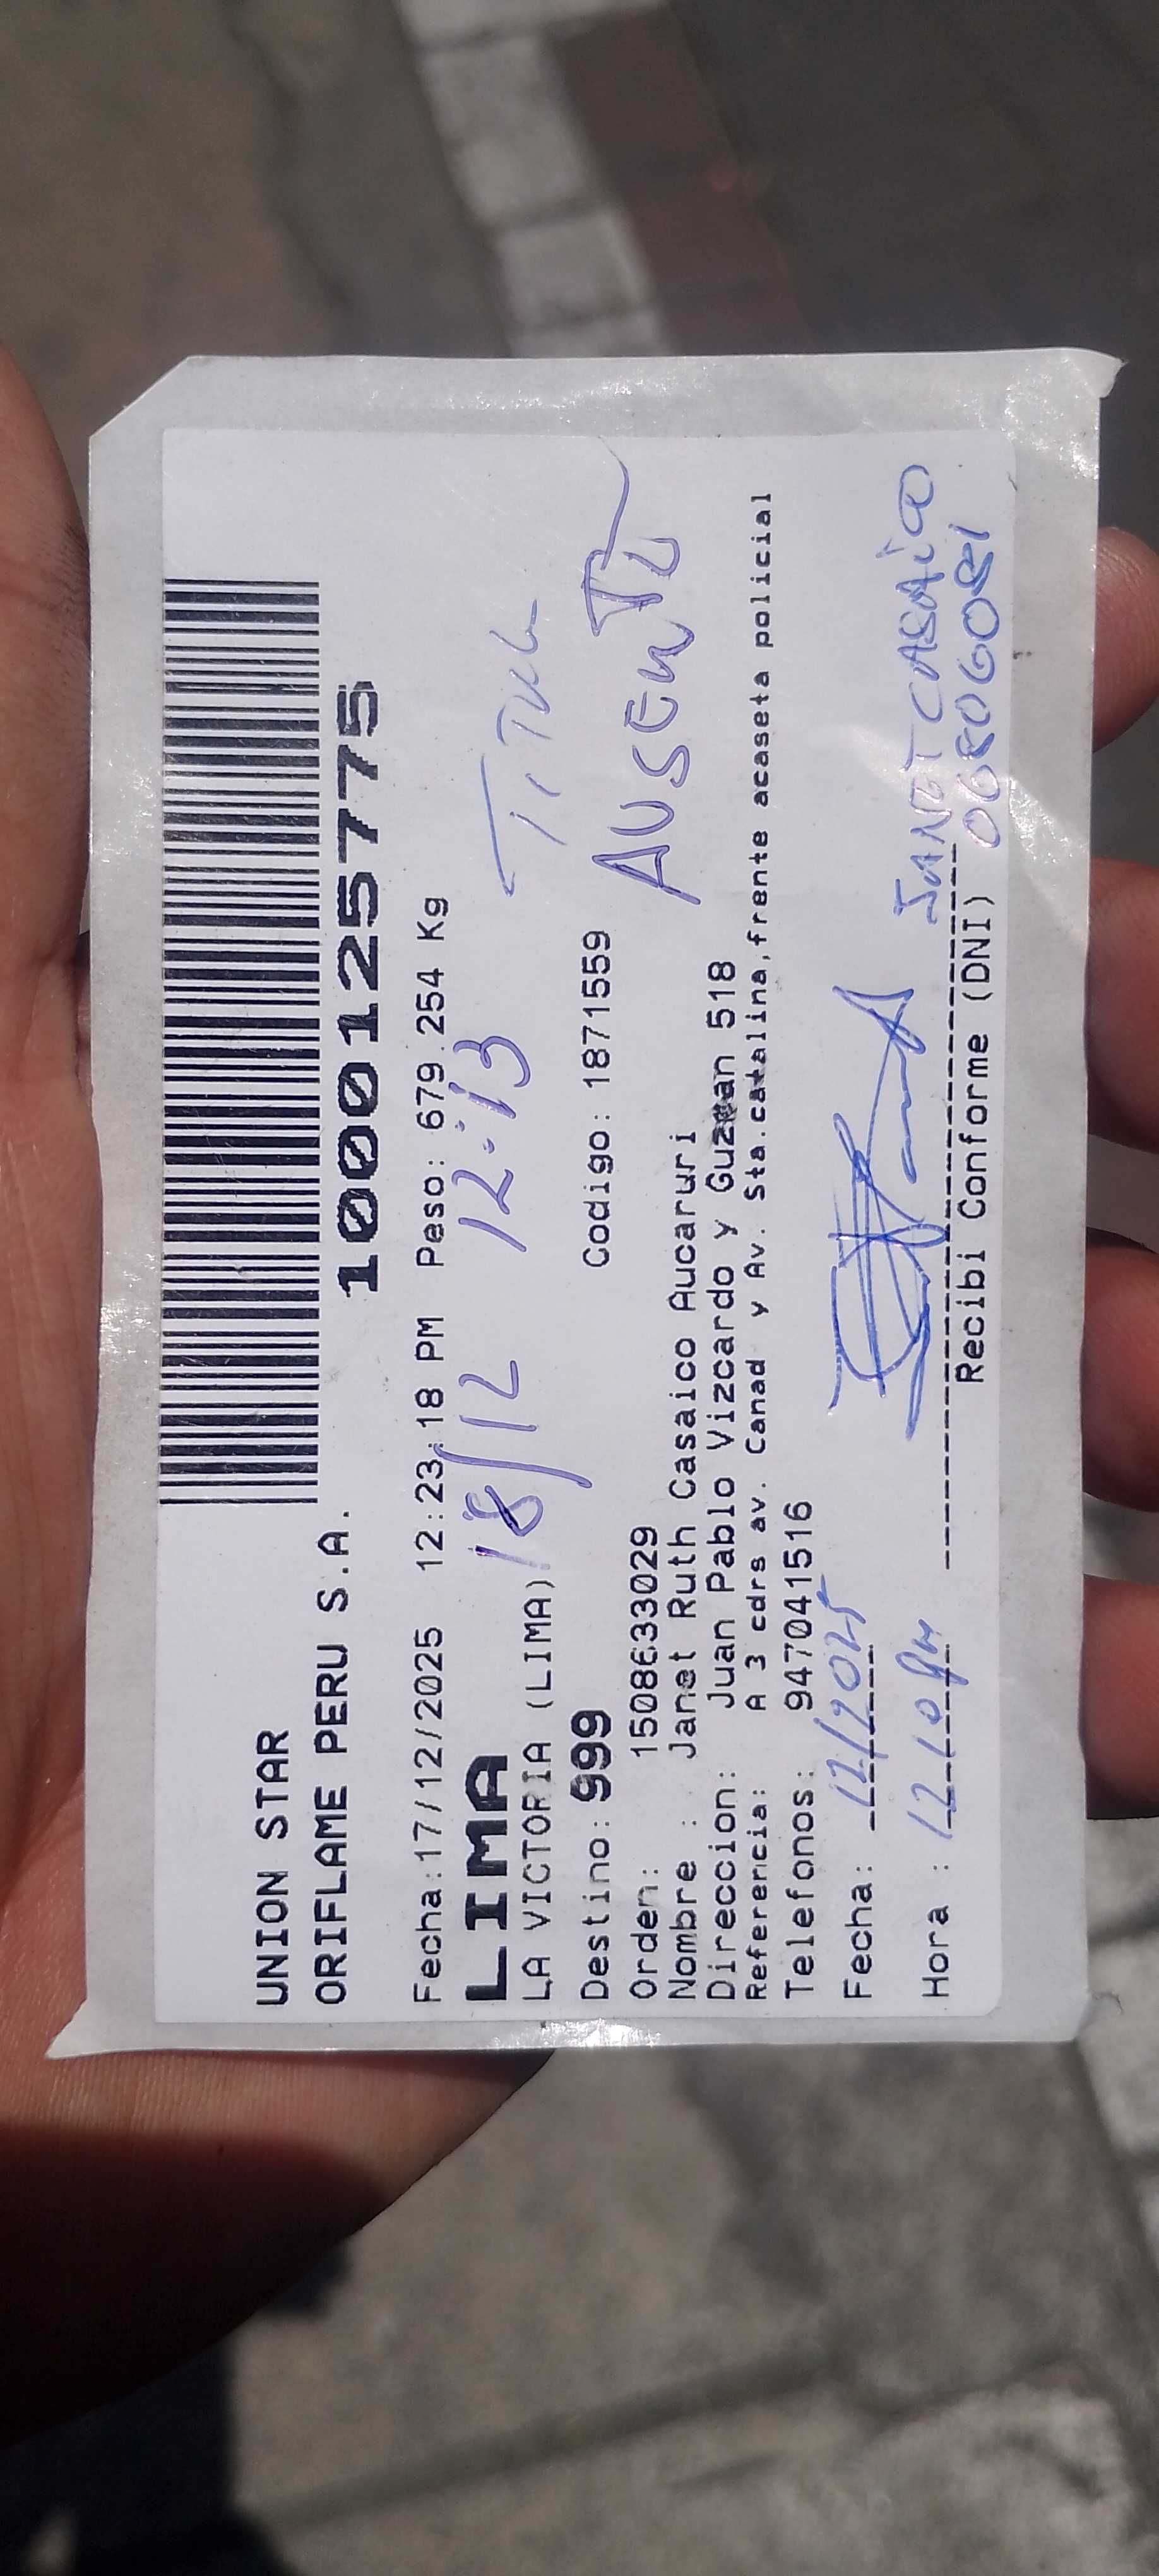 UNION STAR
ORIFLAME PERU S.A.
1000125775
Fecha:17/12/2025 12:23:18 PM Peso: 679.254 Kg
LIMA 18/12 12:13
LA VICTORIA (LIMA)
Destino: 999 Codigo: 1871559
AUSENTE
Orden: 1508633029
Nombre : Janet Ruth Casaico Aucaruri
Direccion: Juan Pablo Vizcardo y Guzman 518
Referencia: A 3 cdrs av. Canad y Av. Sta.catalina,frente acaseta policial
Telefonos: 947041516
Fecha:
Hora :
JANET CASAICO
Recibi Conforme (DNI) 06806081